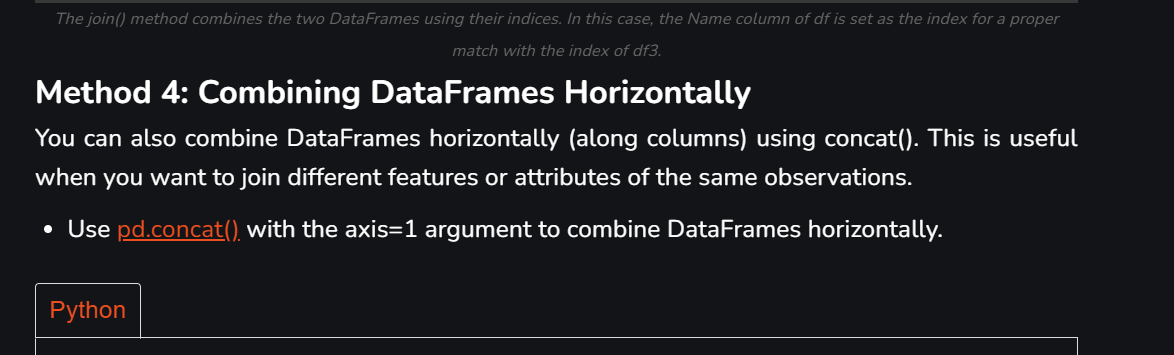 The join() method combines the two DataFrames using their indices. In this case, the Name column of df is set as the index for a proper
match with the index of df3.
Method 4: Combining DataFrames Horizontally
You can also combine DataFrames horizontally (along columns) using concat(). This is useful
when you want to join different features or attributes of the same observations.
• Use pd.concat() with the axis=1 argument to combine DataFrames horizontally.
Python